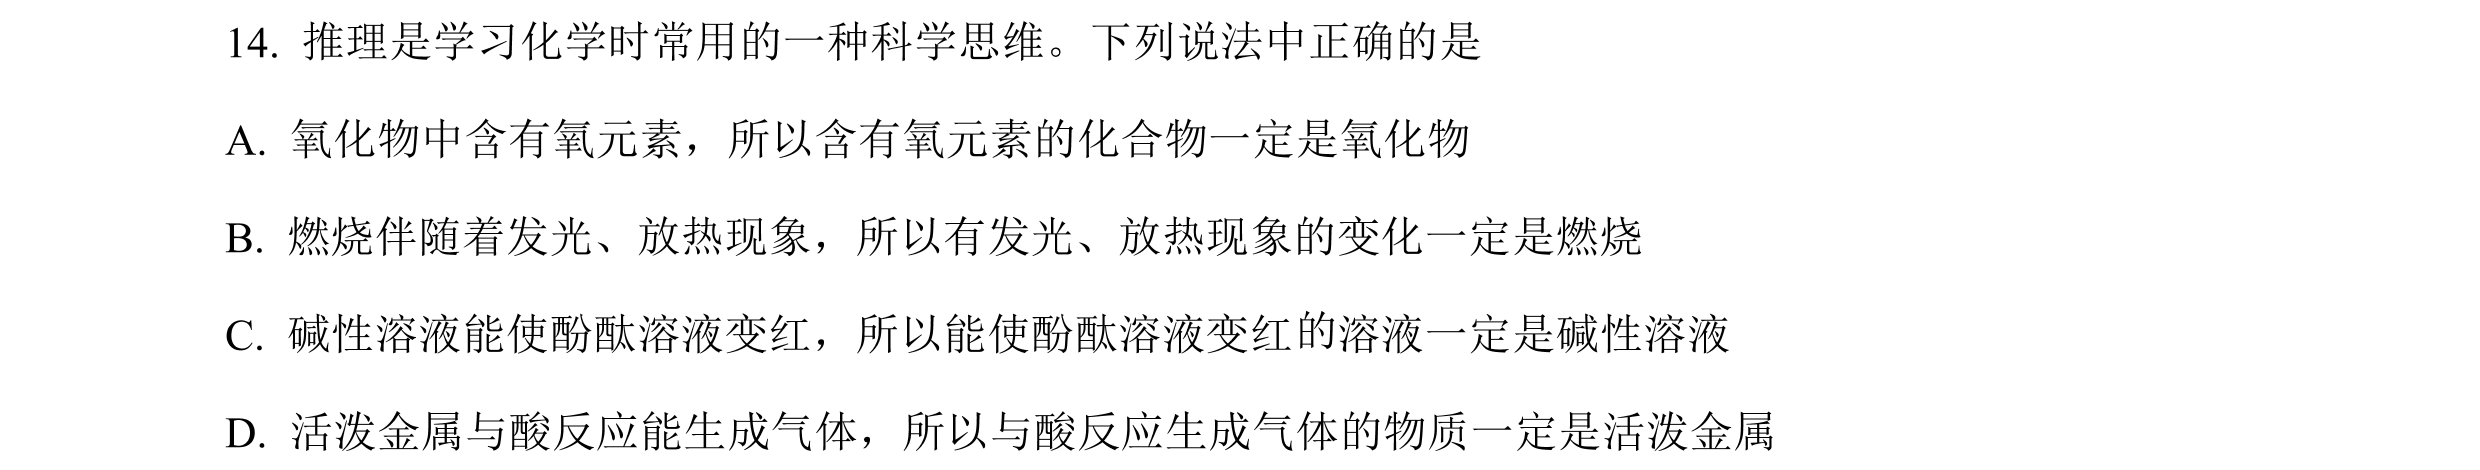 14. 推理是学习化学时常用的一种科学思维。下列说法中正确的是
A. 氧化物中含有氧元素，所以含有氧元素的化合物一定是氧化物
B. 燃烧伴随着发光、放热现象，所以有发光、放热现象的变化一定是燃烧
C. 碱性溶液能使酚酞溶液变红，所以能使酚酞溶液变红的溶液一定是碱性溶液
D. 活泼金属与酸反应能生成气体，所以与酸反应生成气体的物质一定是活泼金属